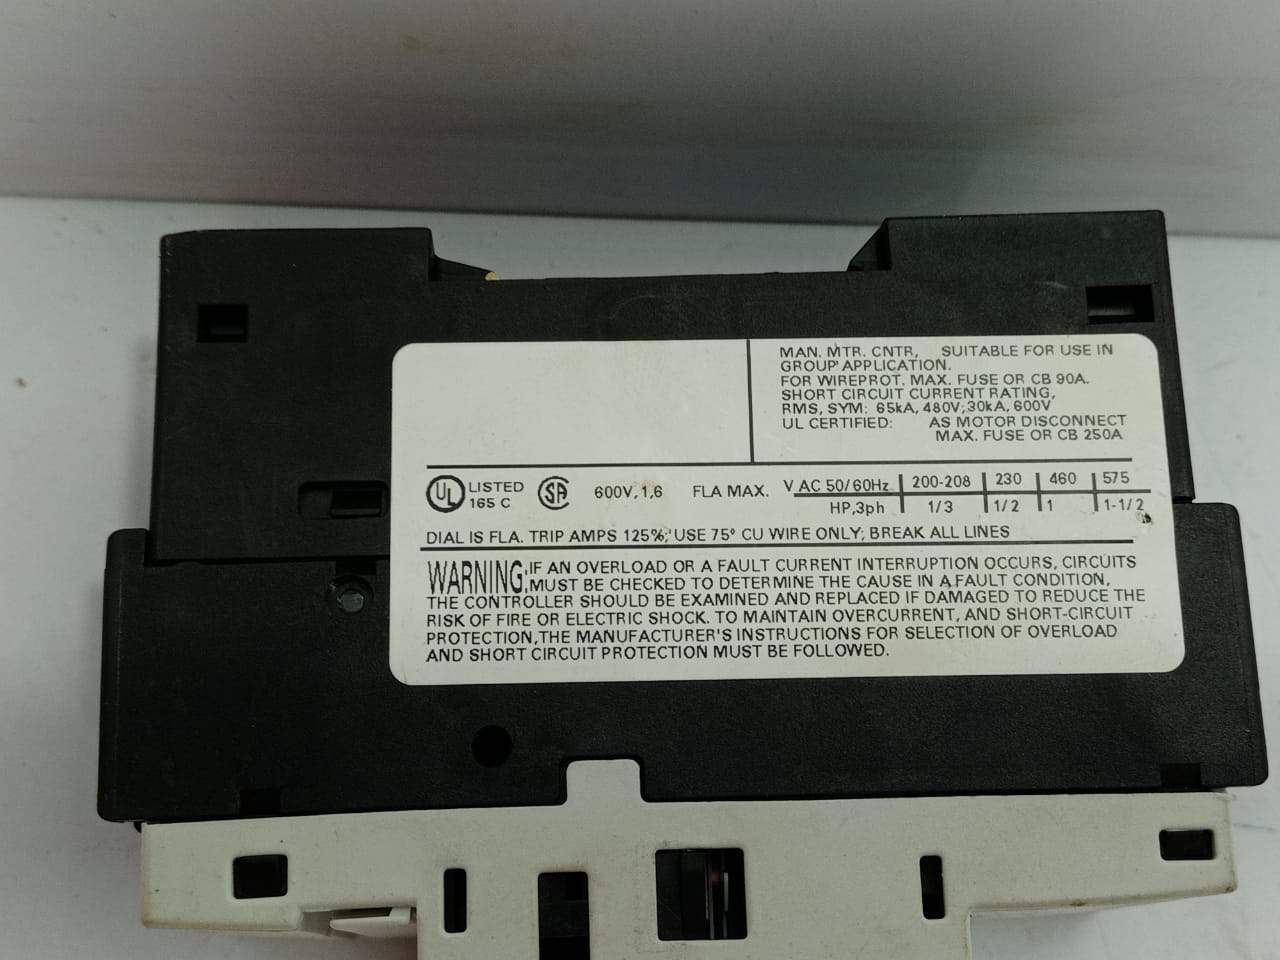 MAN. MTR. CNTR, SUITABLE FOR USE IN
GROUP APPLICATION.
FOR WIREPROT. MAX. FUSE OR CB 90A.
SHORT CIRCUIT CURRENT RATING,
RMS, SYM: 65kA, 480V; 30kA, 600V
UL CERTIFIED: AS MOTOR DISCONNECT
MAX. FUSE OR CB 250A
UL LISTED 165 C SA 600V, 1,6 FLA MAX. V AC 50/60Hz 200-208 230 460 575
HP,3ph 1/3 1/2 1 1-1/2
DIAL IS FLA. TRIP AMPS 125%; USE 75° CU WIRE ONLY; BREAK ALL LINES
WARNING: IF AN OVERLOAD OR A FAULT CURRENT INTERRUPTION OCCURS, CIRCUITS
MUST BE CHECKED TO DETERMINE THE CAUSE IN A FAULT CONDITION,
THE CONTROLLER SHOULD BE EXAMINED AND REPLACED IF DAMAGED TO REDUCE THE
RISK OF FIRE OR ELECTRIC SHOCK. TO MAINTAIN OVERCURRENT, AND SHORT-CIRCUIT
PROTECTION, THE MANUFACTURER'S INSTRUCTIONS FOR SELECTION OF OVERLOAD
AND SHORT CIRCUIT PROTECTION MUST BE FOLLOWED.